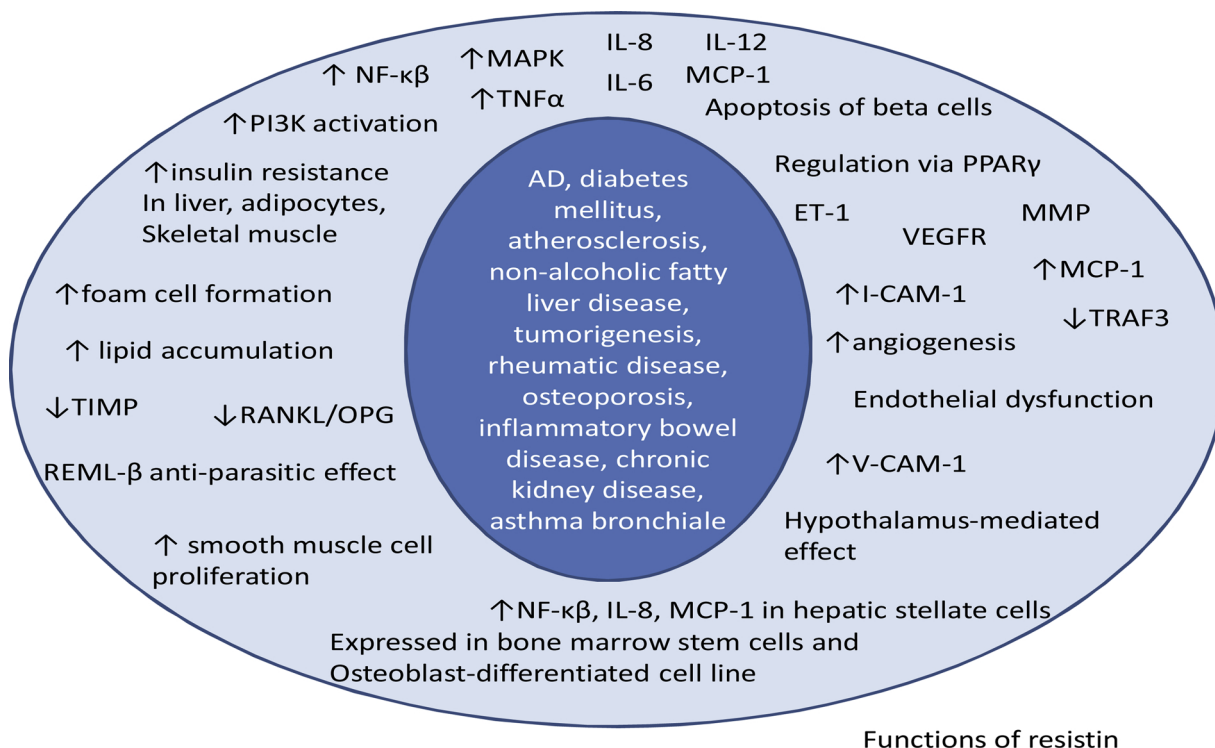 IL-8
IL-12
↑MAPK
↑ NF-κβ
IL-6
MCP-1
↑TNFα
Apoptosis of beta cells
↑PI3K activation
↑insulin resistance
In liver, adipocytes,
Skeletal muscle
Regulation via PPARγ
ET-1
MMP
VEGFR
↑MCP-1
↑foam cell formation
↑I-CAM-1
↓TRAF3
↑ lipid accumulation
↑angiogenesis
↓TIMP
↓RANKL/OPG
Endothelial dysfunction
REML-β anti-parasitic effect
↑V-CAM-1
Hypothalamus-mediated
effect
↑ smooth muscle cell
proliferation
AD, diabetes
mellitus,
atherosclerosis,
non-alcoholic fatty
liver disease,
tumorigenesis,
rheumatic disease,
osteoporosis,
inflammatory bowel
disease, chronic
kidney disease,
asthma bronchiale
↑NF-κβ, IL-8, MCP-1 in hepatic stellate cells
Expressed in bone marrow stem cells and
Osteoblast-differentiated cell line
Functions of resistin